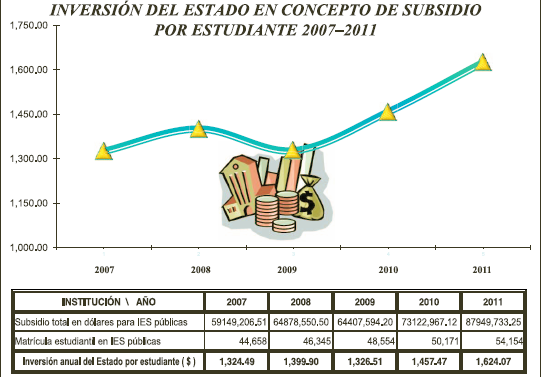 INVERSIÓN DEL ESTADO EN CONCEPTO DE SUBSIDIO
POR ESTUDIANTE 2007–2011
1,750.00
1,600.00
1,450.00
1,300.00
1,150.00
1,000.00
2007 2008 2009 2010 2011
$
INSTITUCIÓN \ AÑO 2007 2008 2009 2010 2011
Subsidio total en dólares para IES públicas 59149,206.51 64878,550.50 64407,594.20 73122,967.12 87949,733.25
Matrícula estudiantil en IES públicas 44,658 46,345 48,554 50,171 54,154
Inversión anual del Estado por estudiante ( $ ) 1,324.49 1,399.90 1,326.51 1,457.47 1,624.07